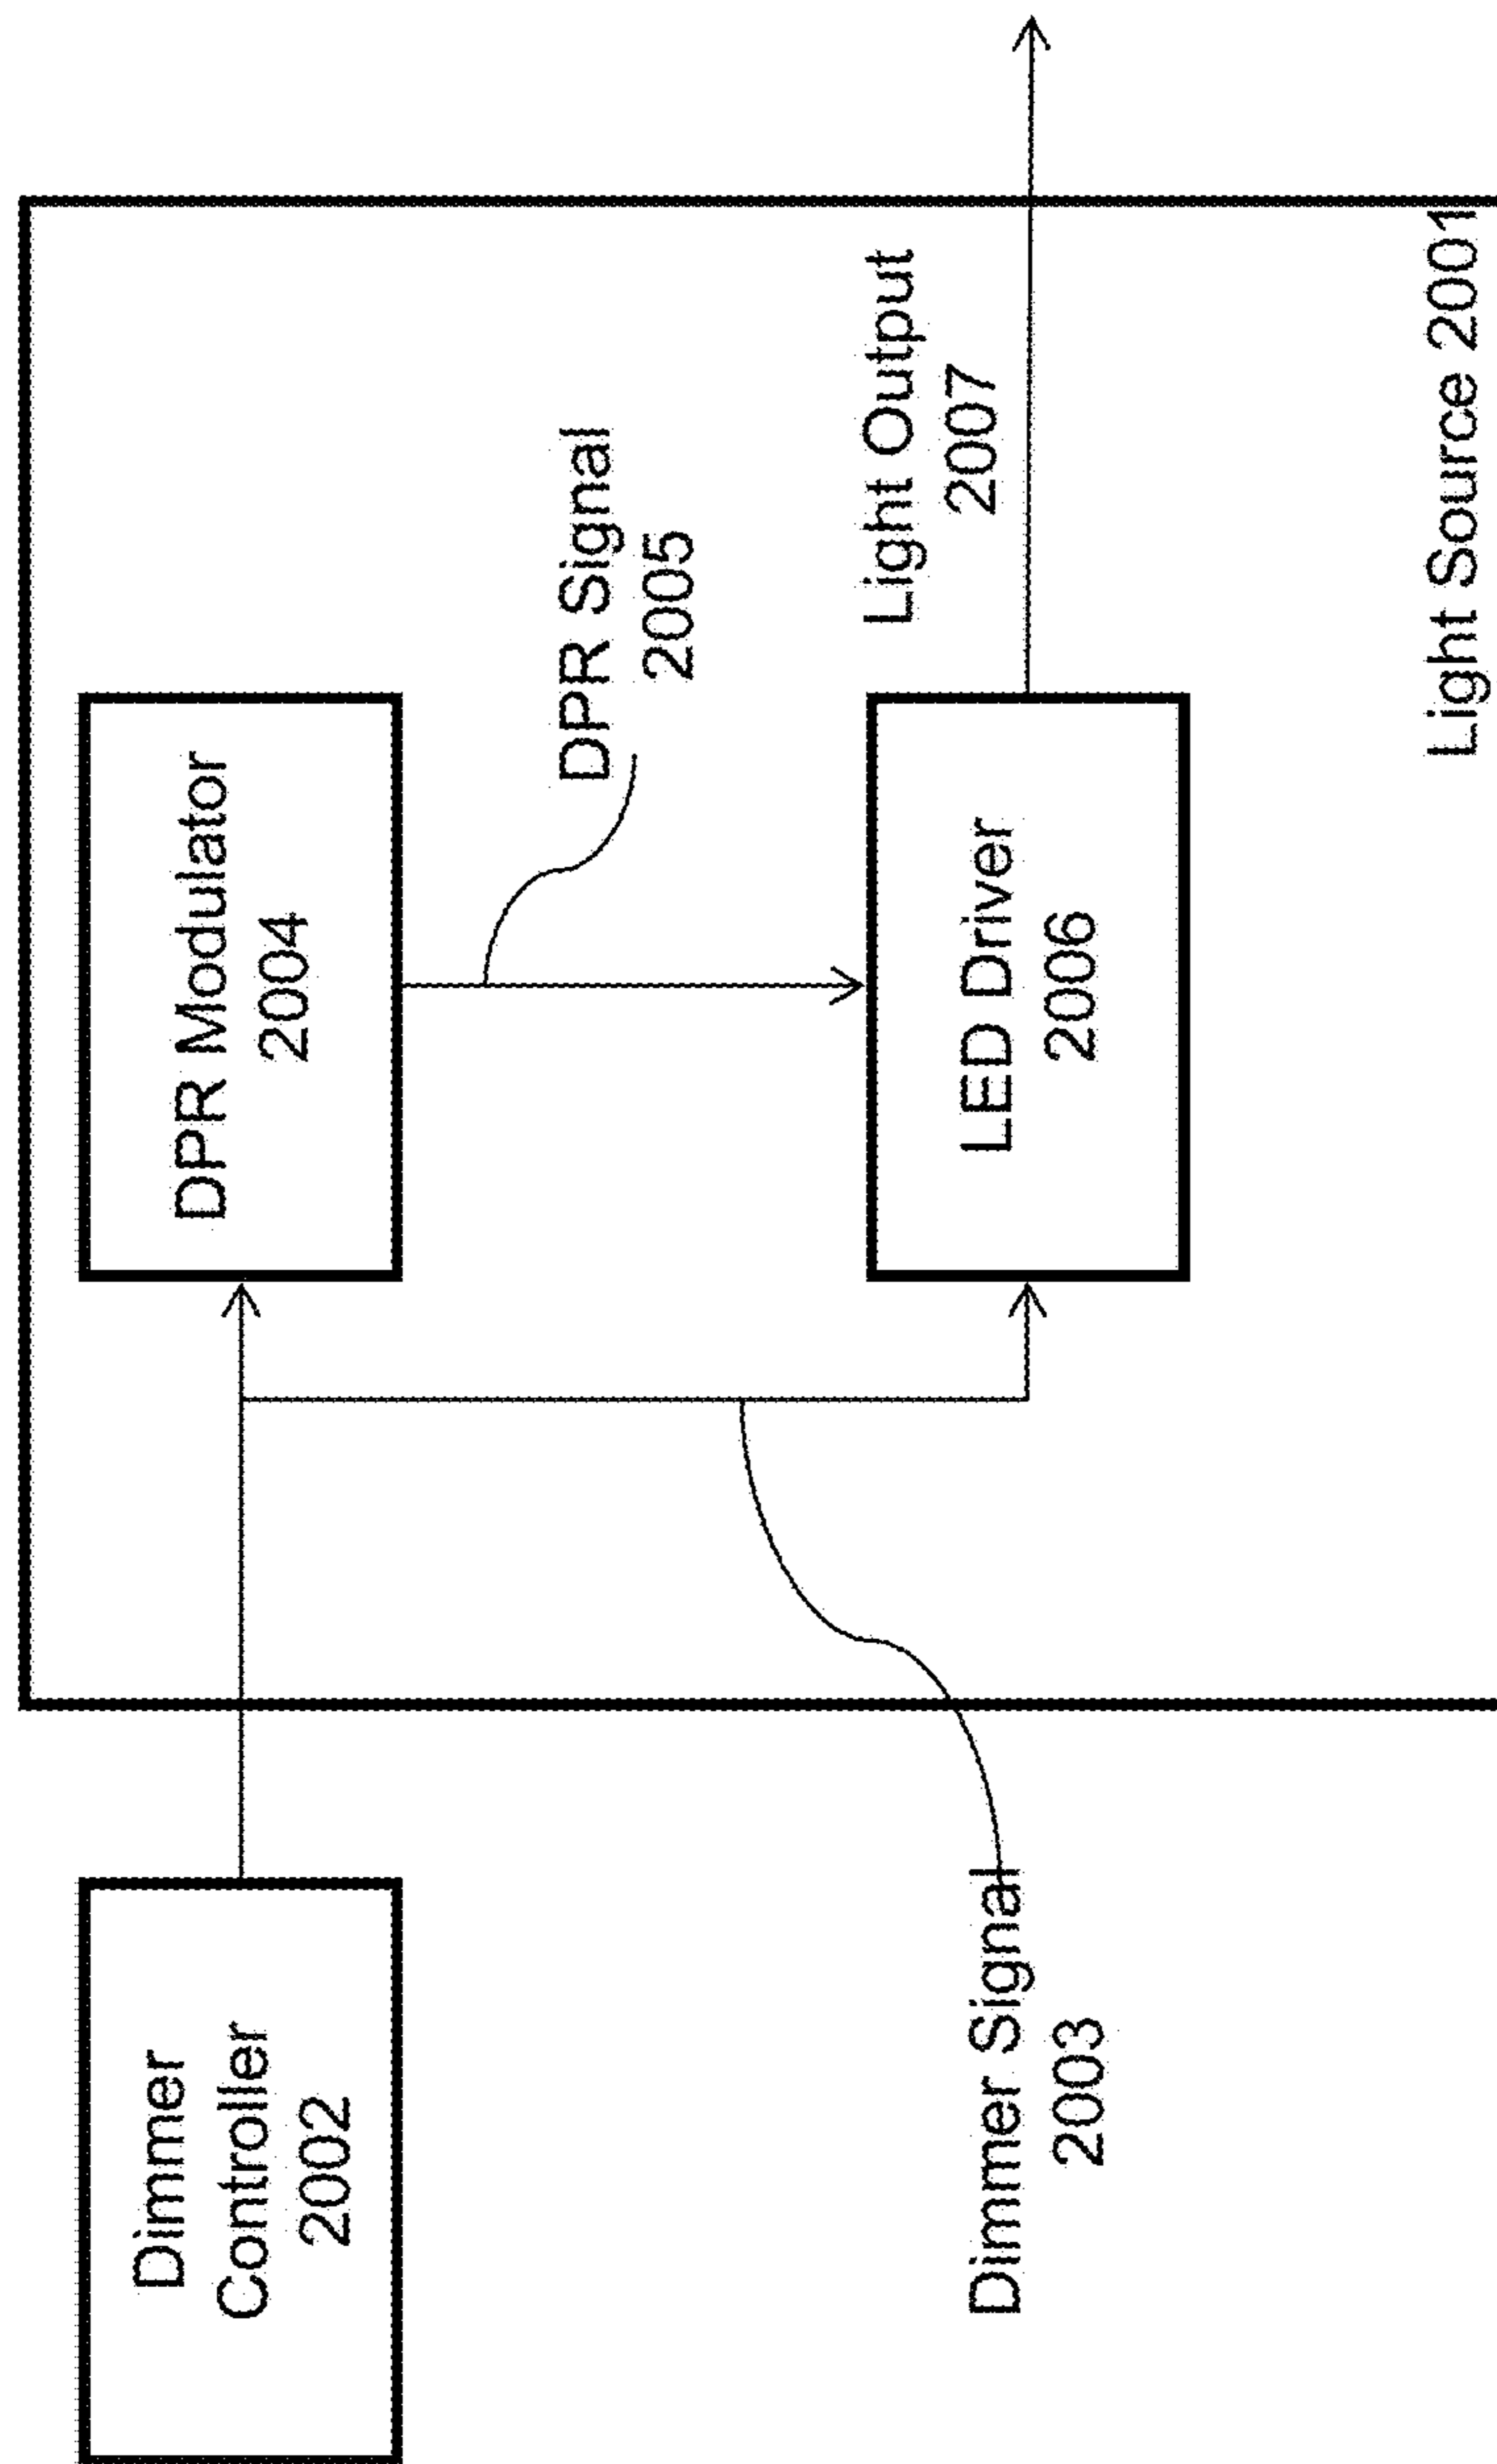 Dimmer
Controller
2002
DPR Modulator
2004
DPR Signal
2005
Dimmer Signal
2003
LED Driver
2006
Light Output
2007
Light Source 2001